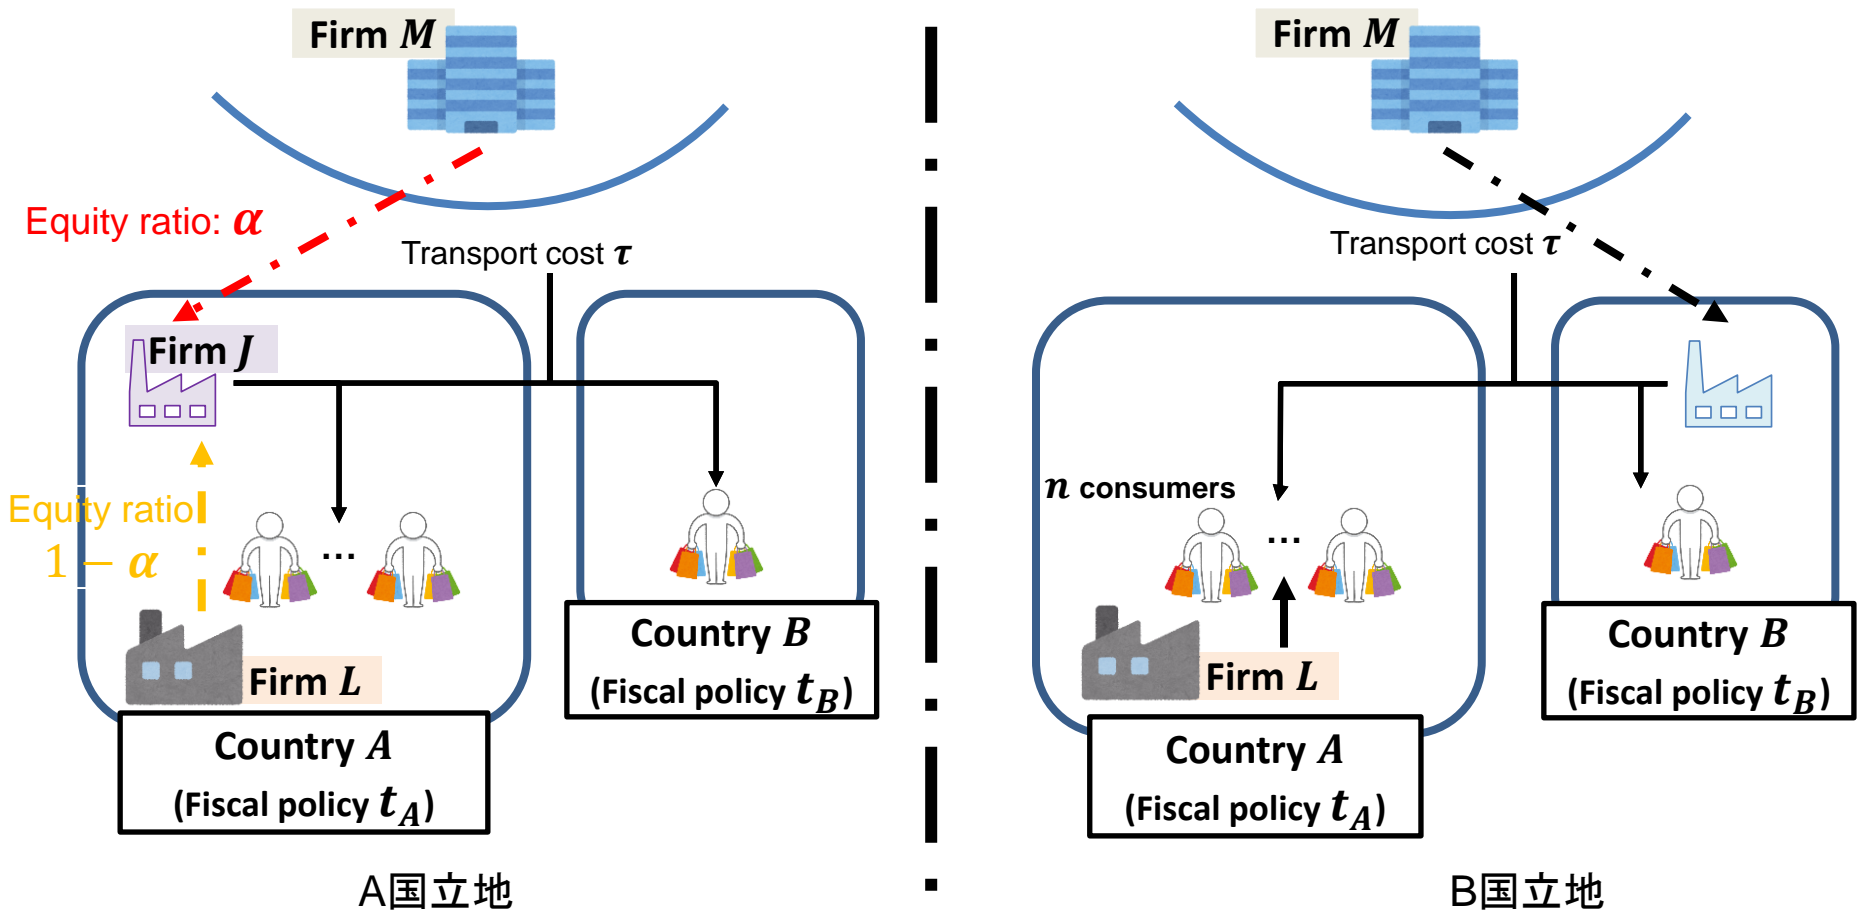 Firm M
Equity ratio: α
Transport cost τ
Firm J
Equity ratio
1 − α
...
Firm L
Country B
(Fiscal policy t_B)
Country A
(Fiscal policy t_A)
A国立地
Firm M
Transport cost τ
n consumers
...
Firm L
Country B
(Fiscal policy t_B)
Country A
(Fiscal policy t_A)
B国立地